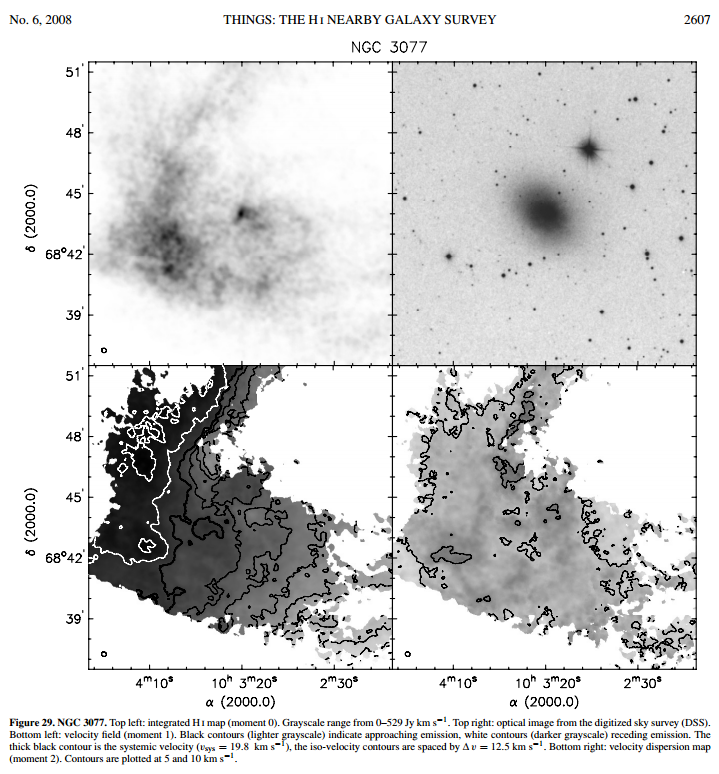 No. 6, 2008 THINGS: THE H I NEARBY GALAXY SURVEY 2607
NGC 3077
51'
48'
45'
68°42'
39'
δ (2000.0)
51'
48'
45'
68°42'
39'
δ (2000.0)
4ᵐ10ˢ 10ʰ 3ᵐ20ˢ 2ᵐ30ˢ 4ᵐ10ˢ 10ʰ 3ᵐ20ˢ 2ᵐ30ˢ
α (2000.0) α (2000.0)
Figure 29. NGC 3077. Top left: integrated H I map (moment 0). Grayscale range from 0–529 Jy km s⁻¹. Top right: optical image from the digitized sky survey (DSS).
Bottom left: velocity field (moment 1). Black contours (lighter grayscale) indicate approaching emission, white contours (darker grayscale) receding emission. The
thick black contour is the systemic velocity (vsys = 19.8 km s⁻¹), the iso-velocity contours are spaced by Δ v = 12.5 km s⁻¹. Bottom right: velocity dispersion map
(moment 2). Contours are plotted at 5 and 10 km s⁻¹.